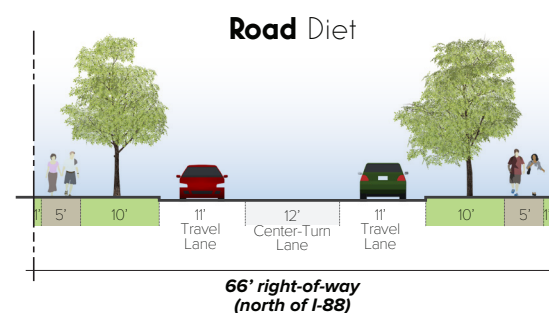 Road Diet
1' 5' 10' 11' Travel Lane 12' Center-Turn Lane 11' Travel Lane 10' 5' 1'
66' right-of-way
(north of I-88)